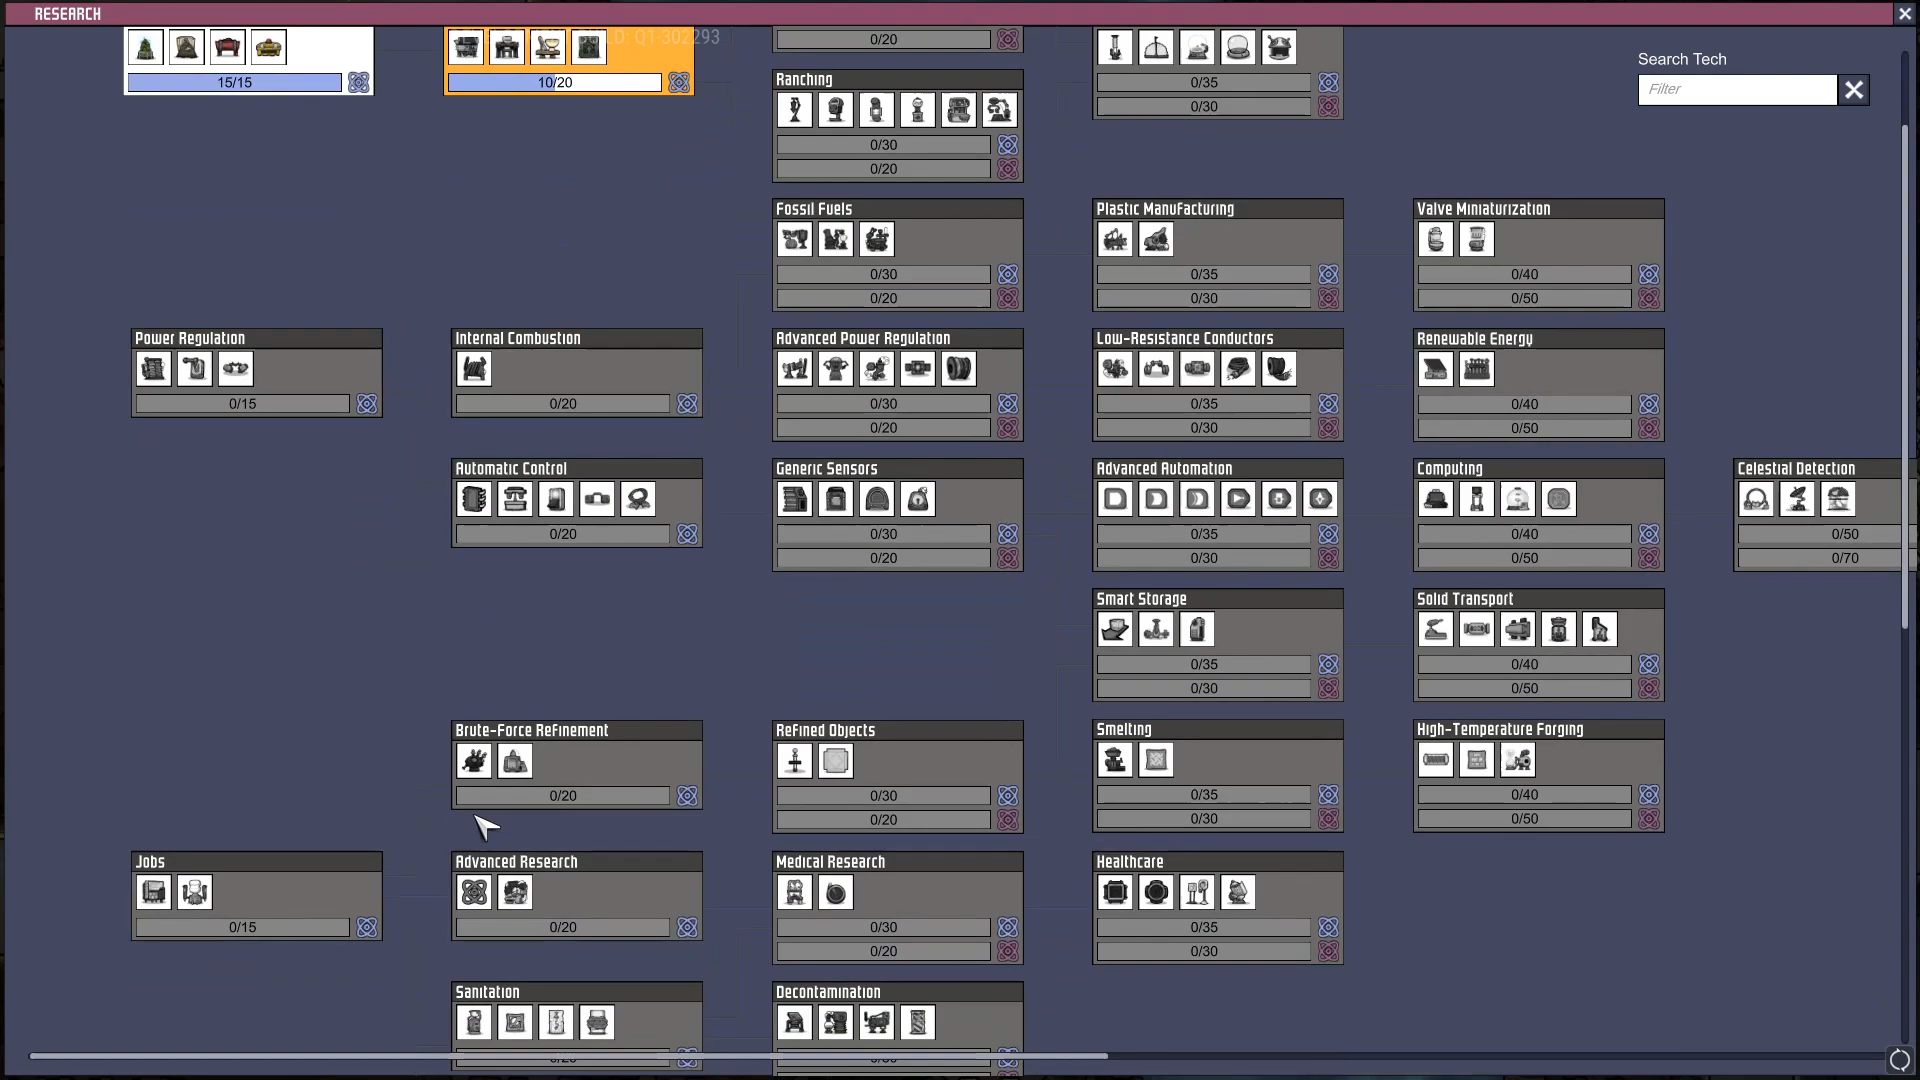 RESEARCH
BUILD: Q1-302293
15/15
10/20
0/20
0/35
0/30
Search Tech
Filter
Ranching
0/30
0/20
Fossil Fuels
0/30
0/20
Plastic Manufacturing
0/35
0/30
Valve Miniaturization
0/40
0/50
Power Regulation
0/15
Internal Combustion
0/20
Advanced Power Regulation
0/30
0/20
Low-Resistance Conductors
0/35
0/30
Renewable Energy
0/40
0/50
Automatic Control
0/20
Generic Sensors
0/30
0/20
Advanced Automation
0/35
0/30
Computing
0/40
0/50
Celestial Detection
0/50
0/70
Smart Storage
0/35
0/30
Solid Transport
0/40
0/50
Brute-Force Refinement
0/20
Refined Objects
0/30
0/20
Smelting
0/35
0/30
High-Temperature Forging
0/40
0/50
Jobs
0/15
Advanced Research
0/20
Medical Research
0/30
0/20
Healthcare
0/35
0/30
Sanitation
0/20
Decontamination
0/30